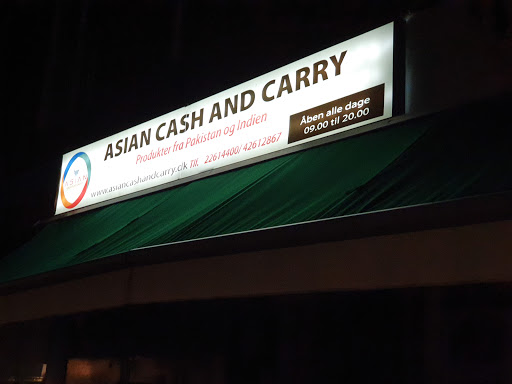 ASIAN CASH AND CARRY
Produkter fra Pakistan og Indien
www.asiancashandcarry.dk Tlf. 22614400/ 42612867
Åben alle dage
09.00 til 20.00
ASIAN